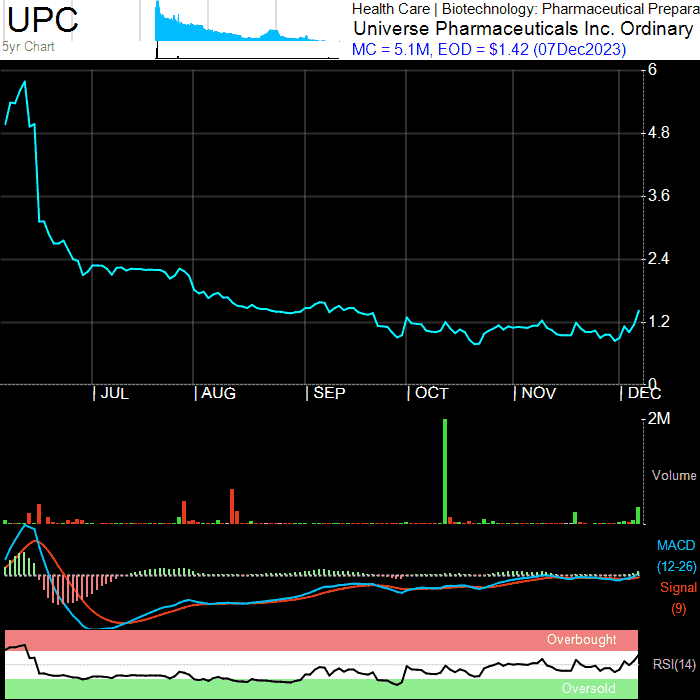 UPC
5yr Chart
Health Care | Biotechnology: Pharmaceutical Prepara
Universe Pharmaceuticals Inc. Ordinary
MC = 5.1M, EOD = $1.42 (07Dec2023)
6
4.8
3.6
2.4
1.2
0
| JUL | AUG | SEP | OCT | NOV | DEC
2M
Volume
MACD
(12-26)
Signal
(9)
Overbought
RSI(14)
Oversold